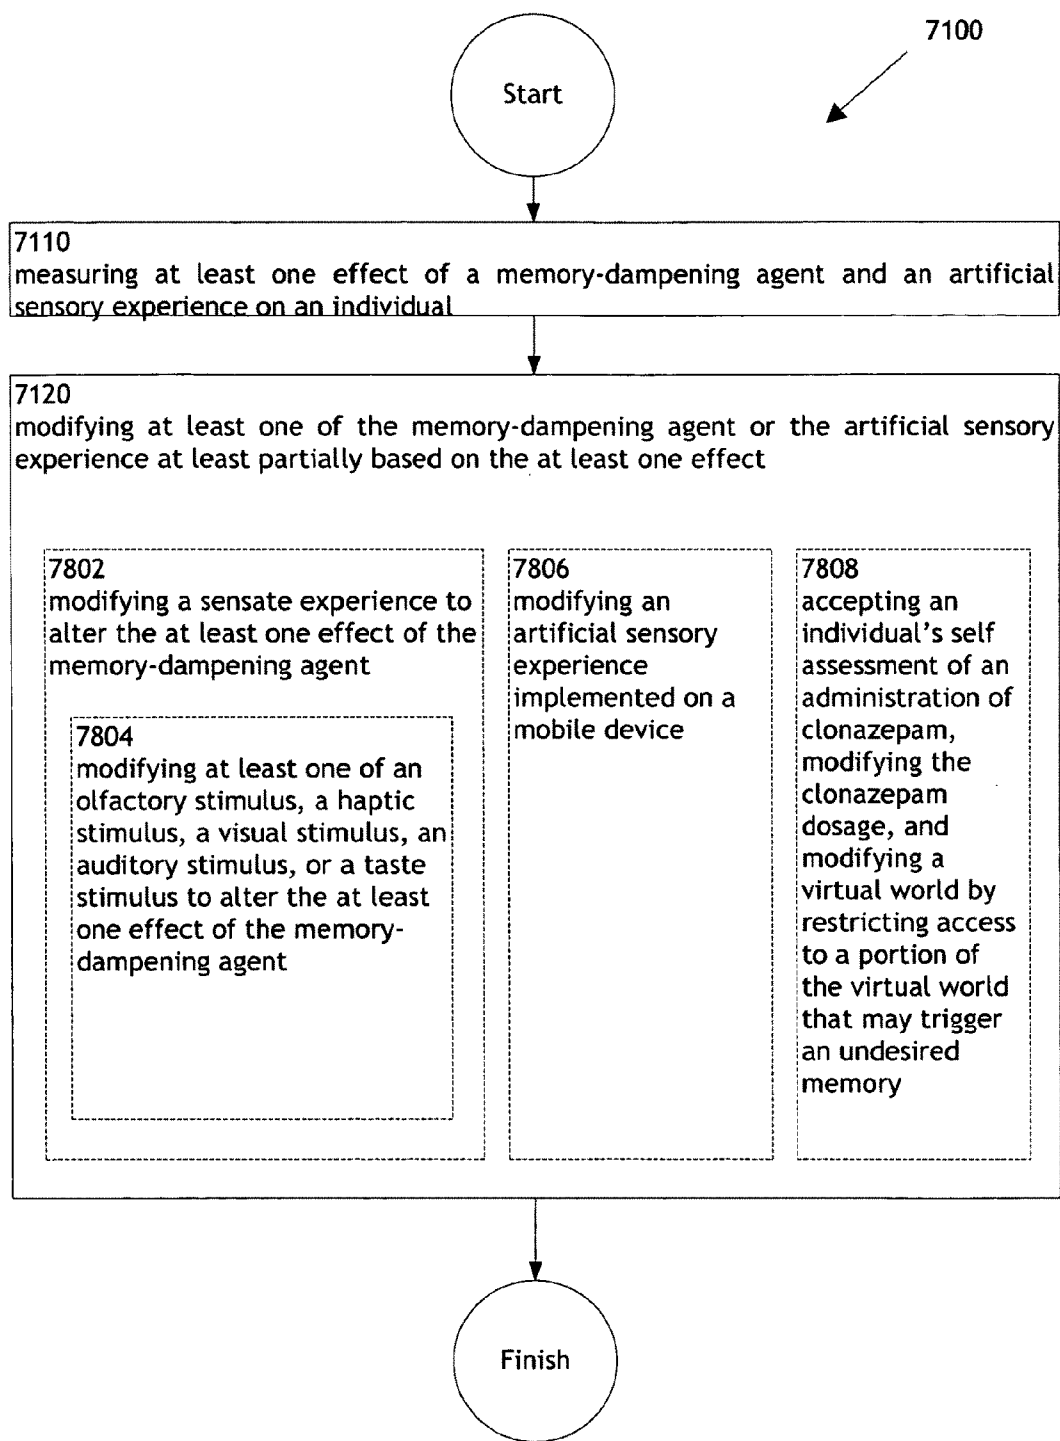 7100
Start
7110
measuring at least one effect of a memory-dampening agent and an artificial
sensory experience on an individual
7120
modifying at least one of the memory-dampening agent or the artificial sensory
experience at least partially based on the at least one effect
7802
modifying a sensate experience to
alter the at least one effect of the
memory-dampening agent
7804
modifying at least one of an
olfactory stimulus, a haptic
stimulus, a visual stimulus, an
auditory stimulus, or a taste
stimulus to alter the at least
one effect of the memory-
dampening agent
7806
modifying an
artificial sensory
experience
implemented on a
mobile device
7808
accepting an
individual's self
assessment of an
administration of
clonazepam,
modifying the
clonazepam
dosage, and
modifying a
virtual world by
restricting access
to a portion of
the virtual world
that may trigger
an undesired
memory
Finish